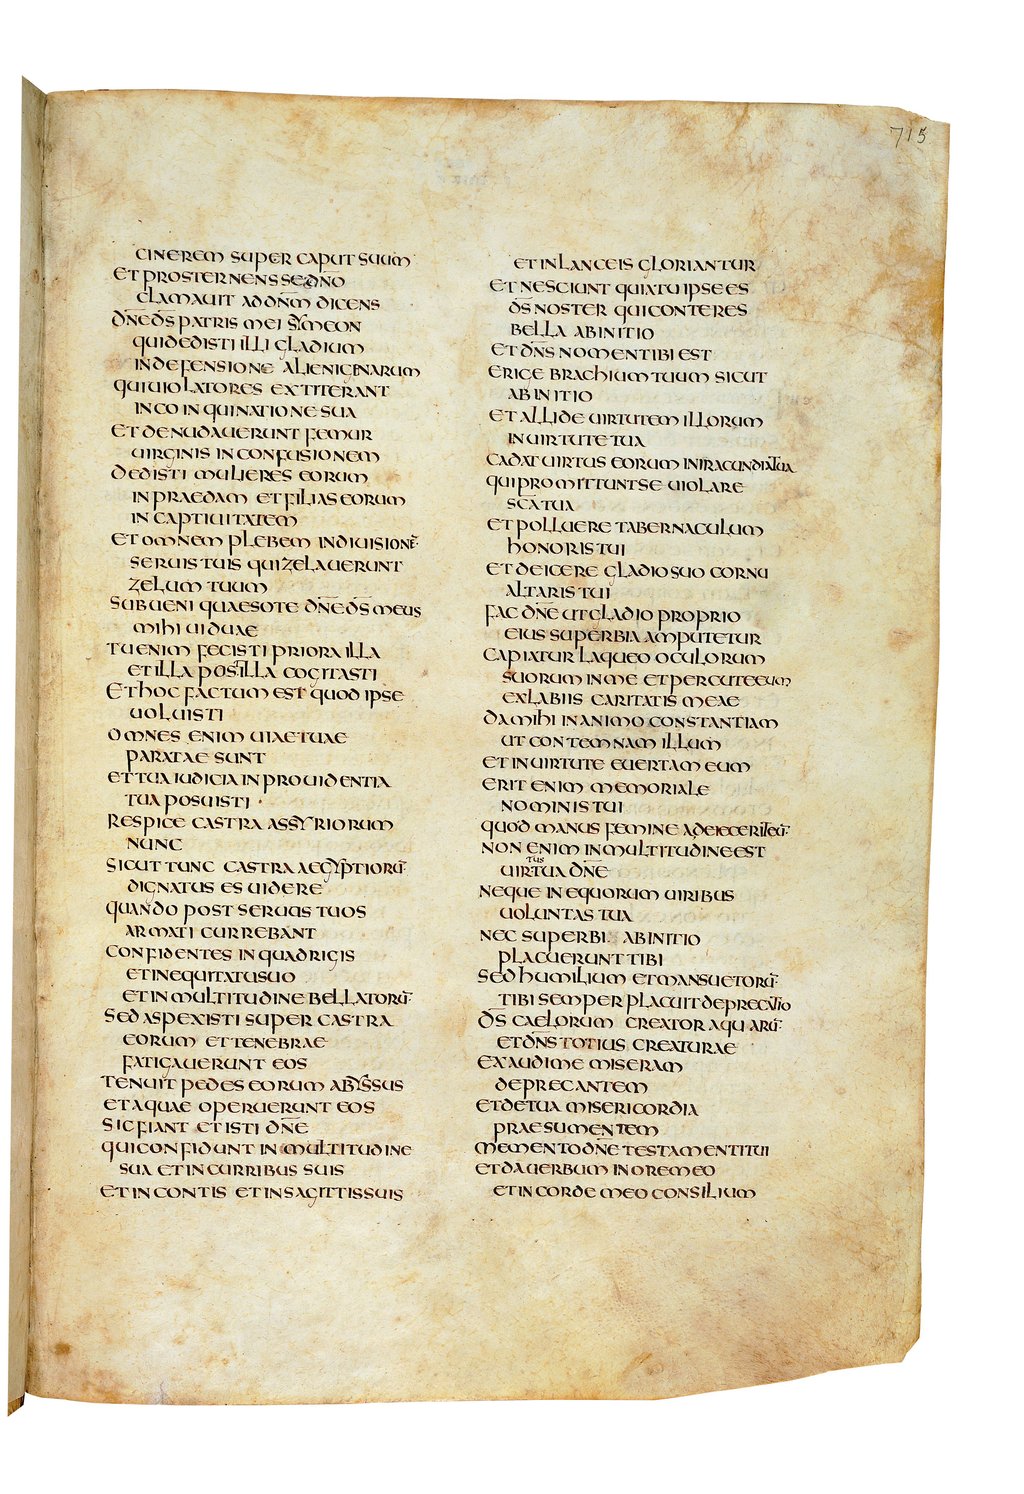 715
CINEREM SUPER CAPUT SUUM
ET PROSTERNENS SE DÑO
CLAMAUIT AD DÑM DICENS
DÑE D̄S PATRIS MEI SYMEON
QUI DEDISTI ILLI GLADIUM
IN DEFENSIONE ALIENIGENARUM
QUI UIOLATORES EXTITERANT
IN COINQUINATIONE SUA
ET DENUDAUERUNT FEMUR
UIRGINIS IN CONFUSIONEM
DEDISTI MULIERES EORUM
IN PRAEDAM ET FILIAS EORUM
IN CAPTIUITATEM
ET OMNEM PLEBEM IN DIUISIONĒ
SERUIS TUIS QUI ZELAUERUNT
ZELUM TUUM
SUBUENI QUAESO TE DÑE D̄S MEUS
MIHI UIDUAE
TU ENIM FECISTI PRIORA ILLA
ET ILLA POST ILLA COGITASTI
ET HOC FACTUM EST QUOD IPSE
UOLUISTI
OMNES ENIM UIAE TUAE
PARATAE SUNT
ET TUA IUDICIA IN PROUIDENTIA
TUA POSUISTI
RESPICE CASTRA ASSYRIORUM
NUNC
SICUT TUNC CASTRA AEGYPTIORŪ
DIGNATUS ES UIDERE
QUANDO POST SERUOS TUOS
ARMATI CURREBANT
CONFIDENTES IN QUADRIGIS
ET IN EQUITATU SUO
ET IN MULTITUDINE BELLATORŪ
SED ASPEXISTI SUPER CASTRA
EORUM ET TENEBRAE
FATIGAUERUNT EOS
TENUIT PEDES EORUM ABYSSUS
ET AQUAE OPERUERUNT EOS
SIC FIANT ET ISTI DÑE
QUI CONFIDUNT IN MULTITUDINE
SUA ET IN CURRIBUS SUIS
ET IN CONTIS ET IN SAGITTIS SUIS
ET IN LANCEIS GLORIANTUR
ET NESCIUNT QUIA TU IPSE ES
D̄S NOSTER QUI CONTERES
BELLA AB INITIO
ET DÑS NOMEN TIBI EST
ERIGE BRACHIUM TUUM SICUT
AB INITIO
ET ALLIDE UIRTUTEM ILLORUM
IN UIRTUTE TUA
CADAT UIRTUS EORUM IN IRACUNDIA TUA
QUI PROMITTUNT SE UIOLARE
SC̄A TUA
ET POLLUERE TABERNACULUM
HONORIS TUI
ET DEICERE GLADIO SUO CORNU
ALTARIS TUI
FAC DÑE UT GLADIO PROPRIO
EIUS SUPERBIA AMPUTETUR
CAPIATUR LAQUEO OCULORUM
SUORUM IN ME ET PERCUTE EUM
EX LABIIS CARITATIS MEAE
DA MIHI IN ANIMO CONSTANTIAM
UT CONTEMNAM ILLUM
ET IN UIRTUTE EUERTAM EUM
ERIT ENIM MEMORIALE
NOMINIS TUI
QUOD MANUS FEMINE DEIECERIT EŪ
NON ENIM IN MULTITUDINE EST
UIRTUS TUA DÑE
NEQUE IN EQUORUM UIRIBUS
UOLUNTAS TUA
NEC SUPERBI AB INITIO
PLACUERUNT TIBI
SED HUMILIUM ET MANSUETORŪ
TIBI SEMPER PLACUIT DEPRECATIO
D̄S CAELORUM CREATOR AQUARŪ
ET DÑS TOTIUS CREATURAE
EXAUDI ME MISERAM
DEPRECANTEM
ET DE TUA MISERICORDIA
PRAESUMENTEM
MEMENTO DÑE TESTAMENTI TUI
ET DA UERBUM IN ORE MEO
ET IN CORDE MEO CONSILIUM